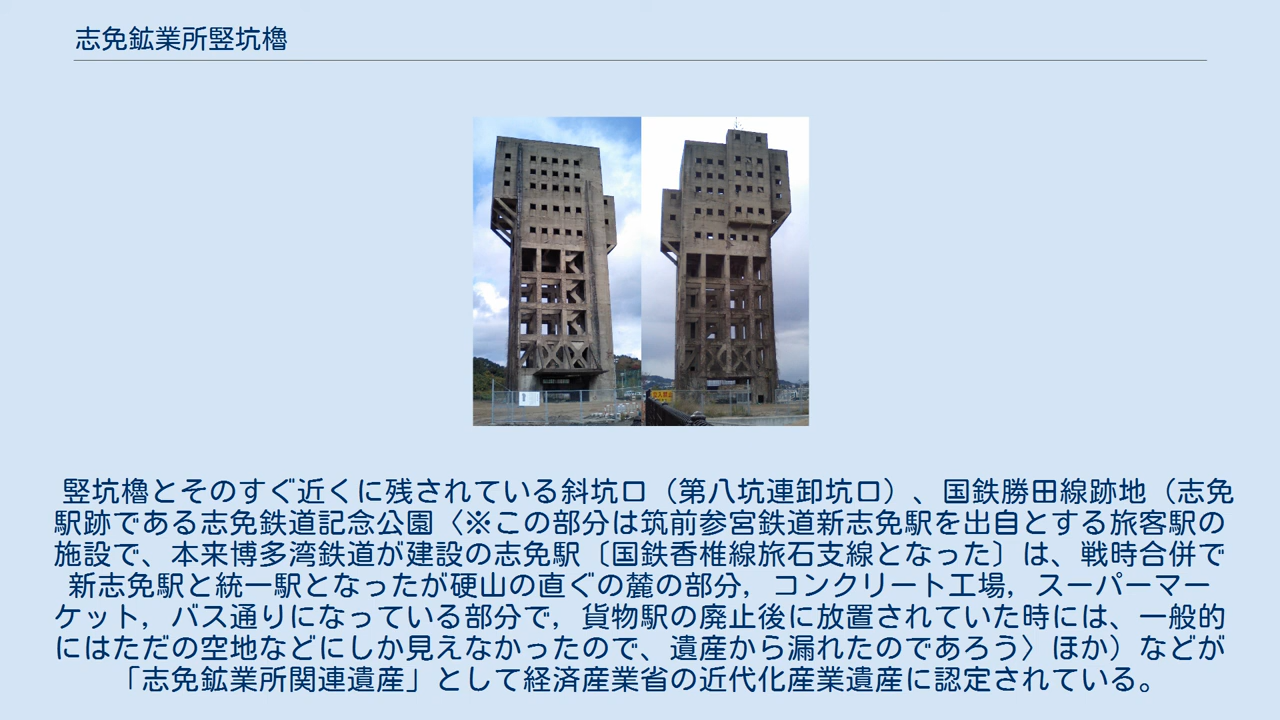 志免鉱業所竪坑櫓
竪坑櫓とそのすぐ近くに残されている斜坑口（第八坑連卸坑口）、国鉄勝田線跡地（志免
駅跡である志免鉄道記念公園〈※この部分は筑前参宮鉄道新志免駅を出自とする旅客駅の
施設で、本来博多湾鉄道が建設の志免駅〔国鉄香椎線旅石支線となった〕は、戦時合併で
新志免駅と統一駅となったが硬山の直ぐの麓の部分，コンクリート工場，スーパーマー
ケット，バス通りになっている部分で，貨物駅の廃止後に放置されていた時には、一般的
にはただの空地などにしか見えなかったので、遺産から漏れたのであろう〉ほか）などが
「志免鉱業所関連遺産」として経済産業省の近代化産業遺産に認定されている。